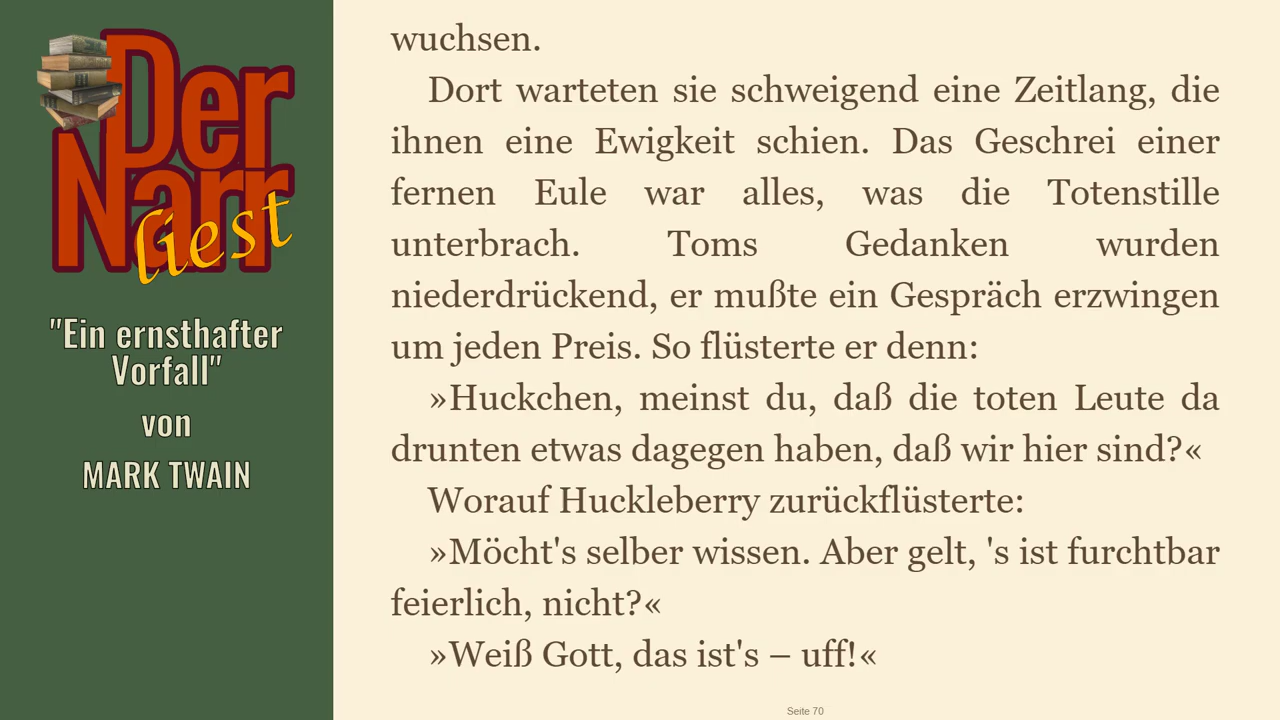 Der
Narr
liest
"Ein ernsthafter
Vorfall"
von
MARK TWAIN
wuchsen.
Dort warteten sie schweigend eine Zeitlang, die
ihnen eine Ewigkeit schien. Das Geschrei einer
fernen Eule war alles, was die Totenstille
unterbrach. Toms Gedanken wurden
niederdrückend, er mußte ein Gespräch erzwingen
um jeden Preis. So flüsterte er denn:
»Huckchen, meinst du, daß die toten Leute da
drunten etwas dagegen haben, daß wir hier sind?«
Worauf Huckleberry zurückflüsterte:
»Möcht's selber wissen. Aber gelt, 's ist furchtbar
feierlich, nicht?«
»Weiß Gott, das ist's – uff!«
Seite 70